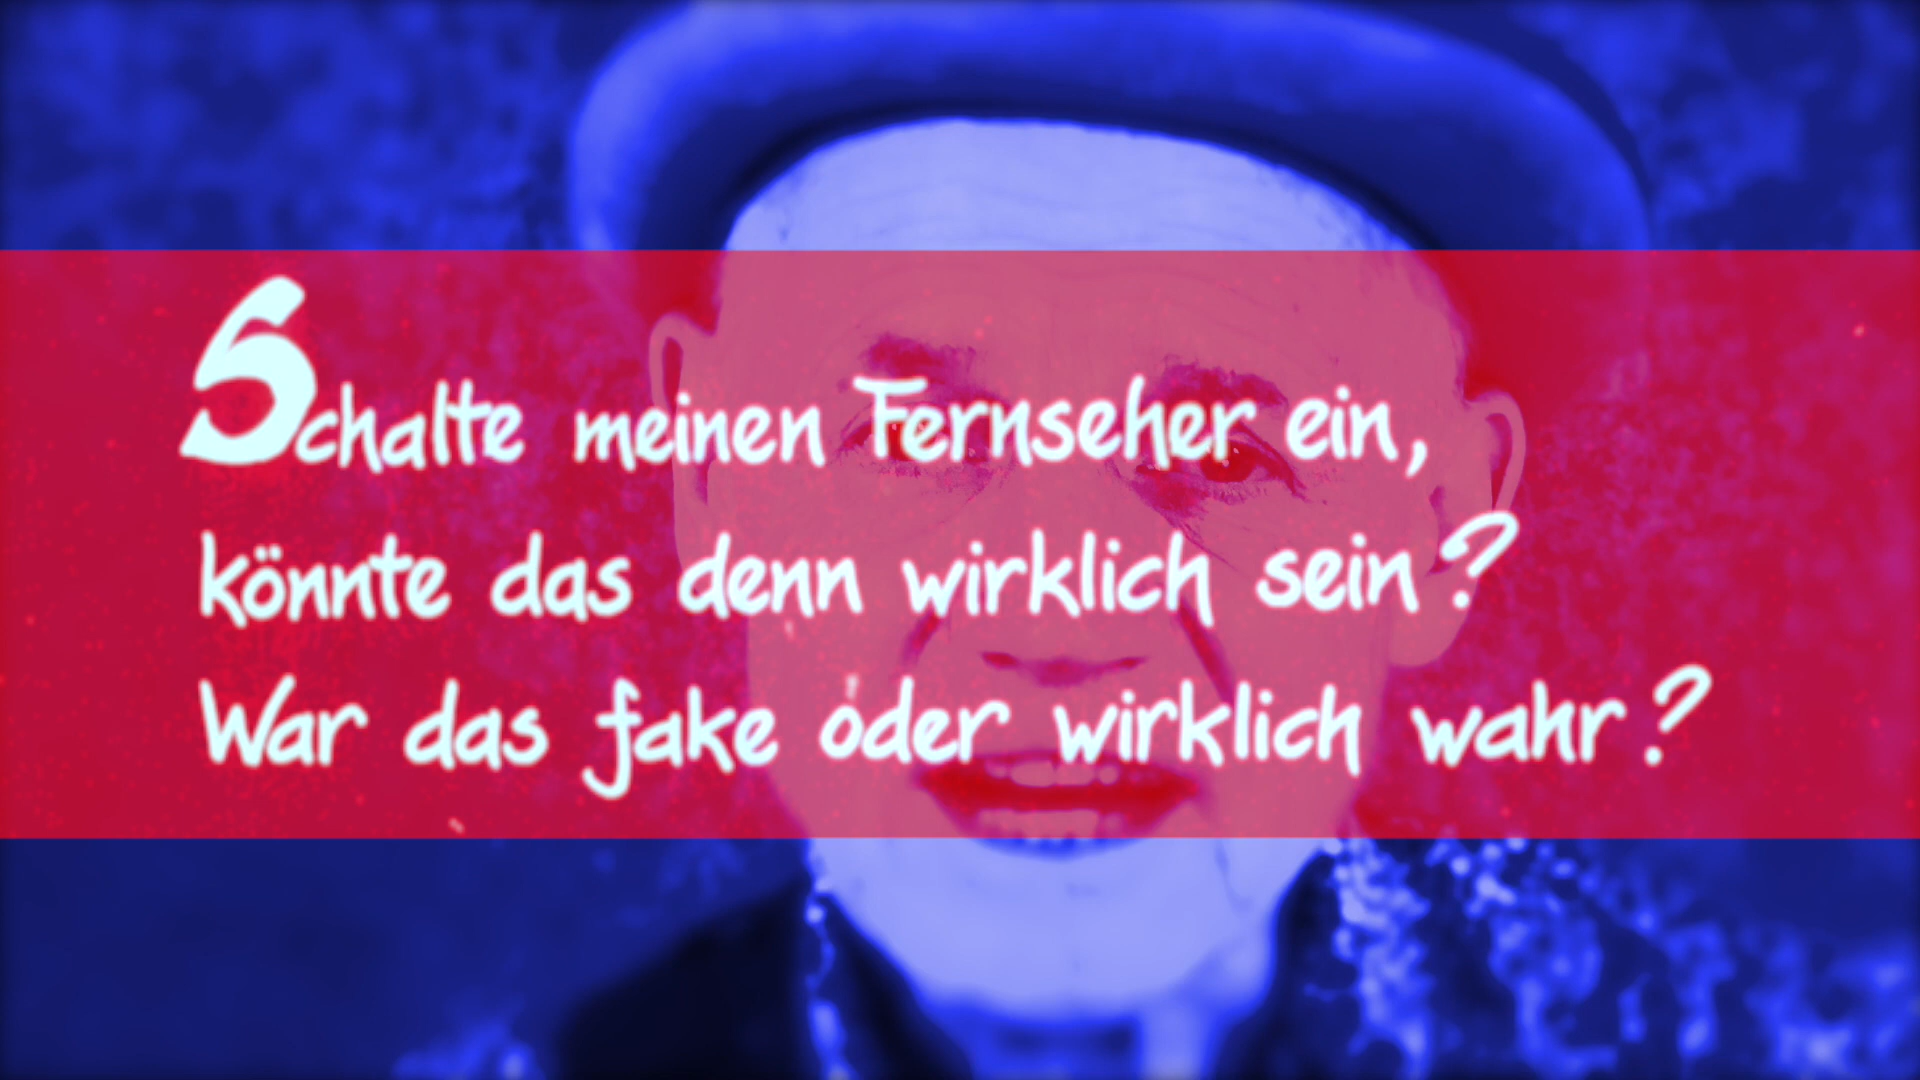 Schalte meinen Fernseher ein,
könnte das denn wirklich sein?
War das fake oder wirklich wahr?